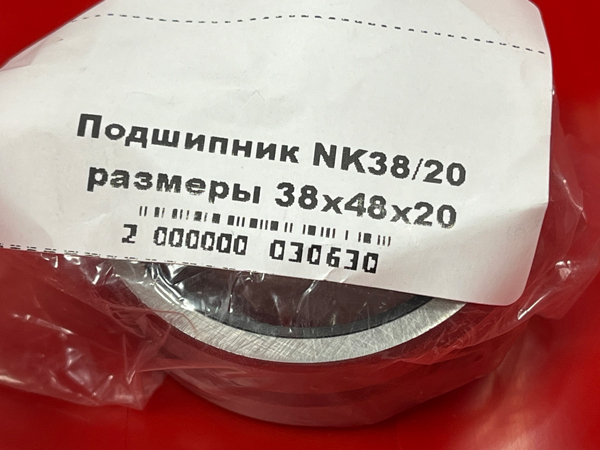 Подшипник NK38/20
размеры 38х48х20
2 000000 030630